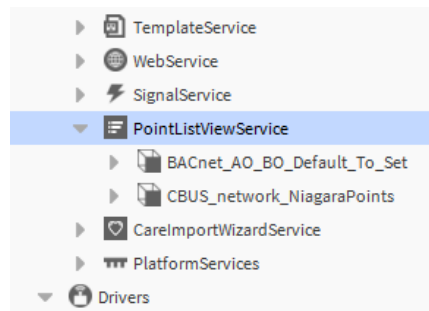 TemplateService
WebService
SignalService
PointListViewService
BACnet_AO_BO_Default_To_Set
CBUS_network_NiagaraPoints
CareImportWizardService
PlatformServices
Drivers